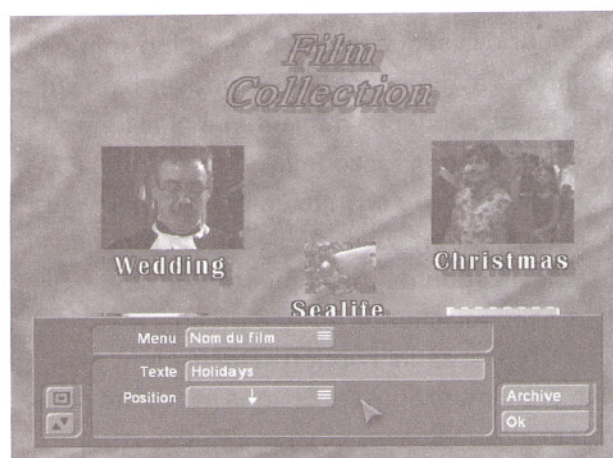 Film
Collection
Wedding
Christmas
Sealife
Menu Nom du film
Texte Holidays
Position
Archive
Ok